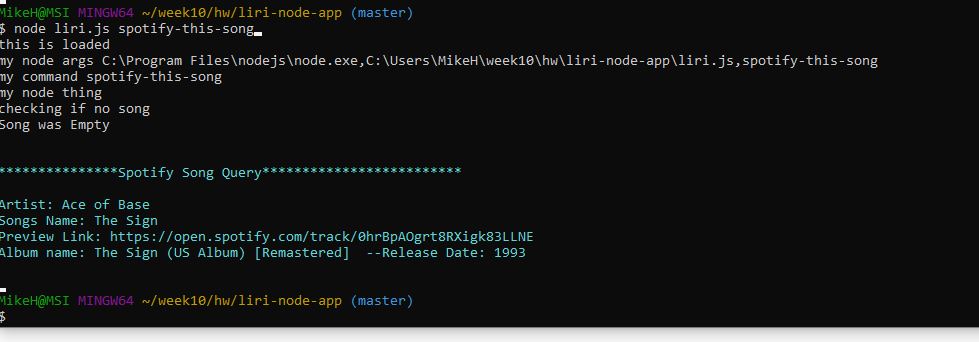 MikeH@MSI MINGW64 ~/week10/hw/liri-node-app (master)
$ node liri.js spotify-this-song
this is loaded
my node args C:\Program Files\nodejs\node.exe,C:\Users\MikeH\week10\hw\liri-node-app\liri.js,spotify-this-song
my command spotify-this-song
my node thing
checking if no song
Song was Empty
***************Spotify Song Query*************************
Artist: Ace of Base
Songs Name: The Sign
Preview Link: https://open.spotify.com/track/0hrBpAOgrt8RXigk83LLNE
Album name: The Sign (US Album) [Remastered]  --Release Date: 1993
MikeH@MSI MINGW64 ~/week10/hw/liri-node-app (master)
$